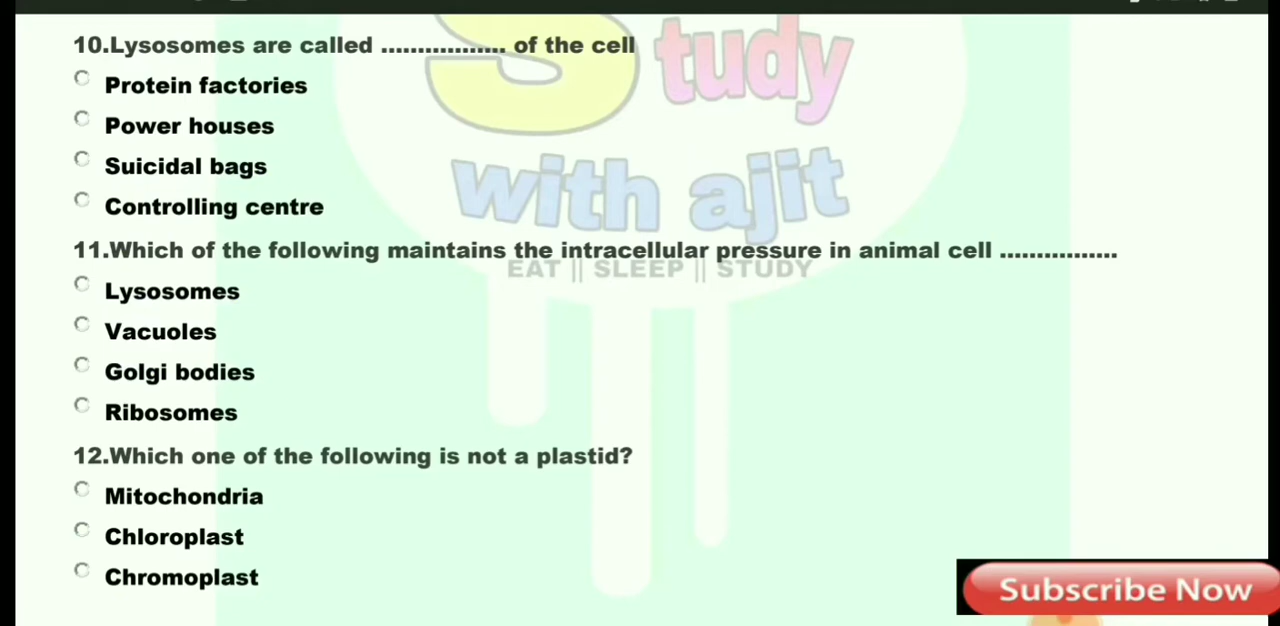 Study
with ajit
EAT || SLEEP || STUDY
10.Lysosomes are called ................. of the cell
Protein factories
Power houses
Suicidal bags
Controlling centre
11.Which of the following maintains the intracellular pressure in animal cell ................
Lysosomes
Vacuoles
Golgi bodies
Ribosomes
12.Which one of the following is not a plastid?
Mitochondria
Chloroplast
Chromoplast
Subscribe Now